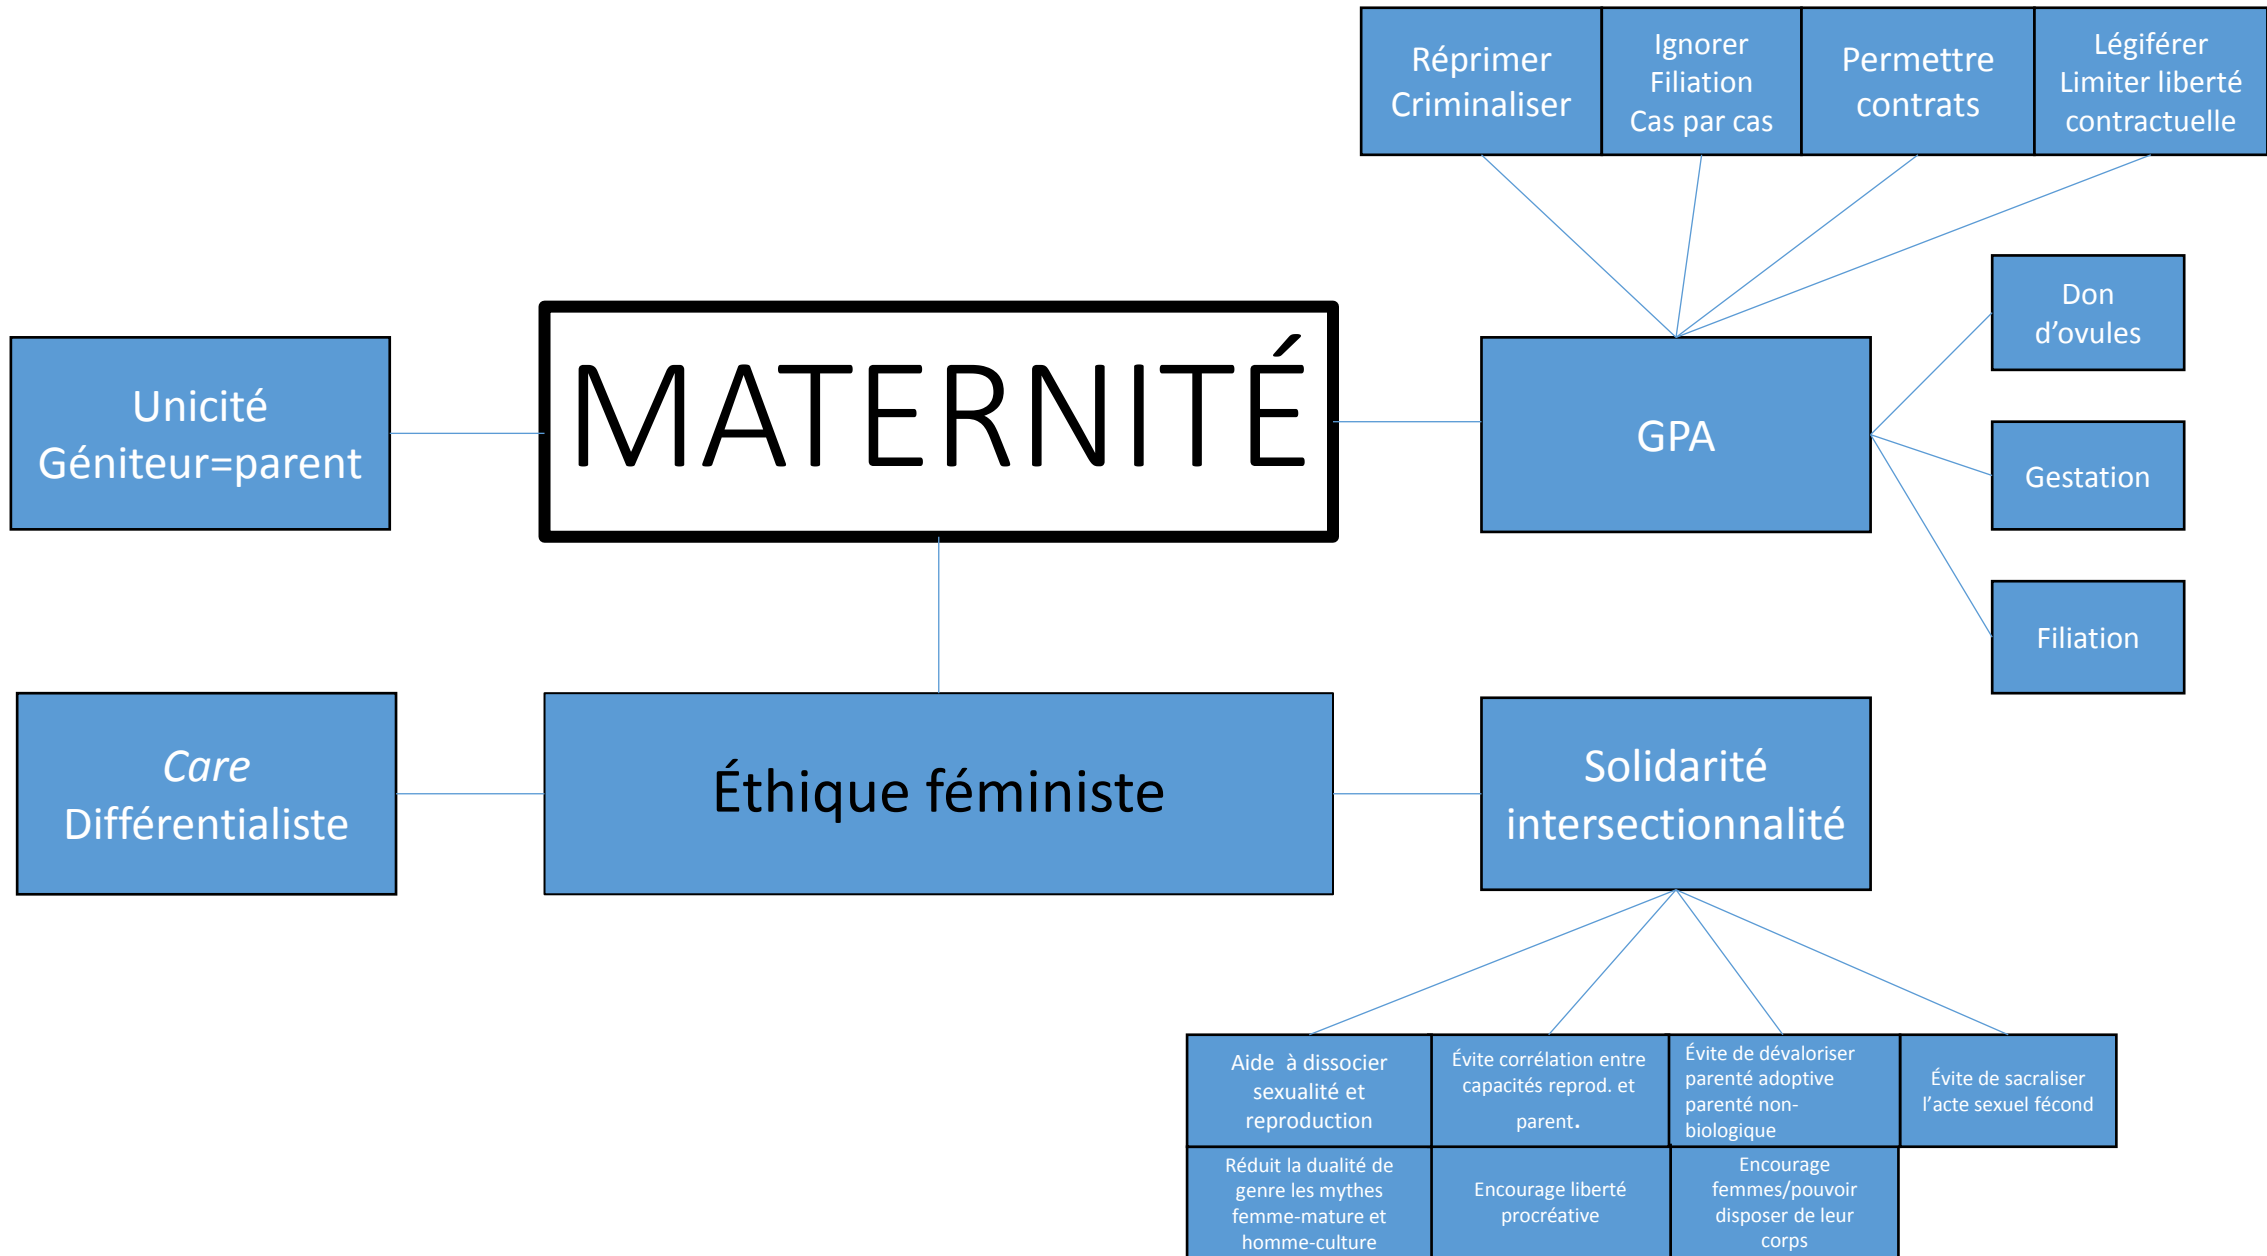 Réprimer
Criminaliser
Ignorer
Filiation
Cas par cas
Permettre
contrats
Légiférer
Limiter liberté
contractuelle
Unicité
Géniteur=parent
MATERNITÉ
GPA
Don
d’ovules
Gestation
Filiation
Care
Différentialiste
Éthique féministe
Solidarité
intersectionnalité
Aide à dissocier
sexualité et
reproduction
Évite corrélation entre
capacités reprod. et
parent.
Évite de dévaloriser
parenté adoptive
parenté non-
biologique
Évite de sacraliser
l’acte sexuel fécond
Réduit la dualité de
genre les mythes
femme-mature et
homme-culture
Encourage liberté
procréative
Encourage
femmes/pouvoir
disposer de leur
corps